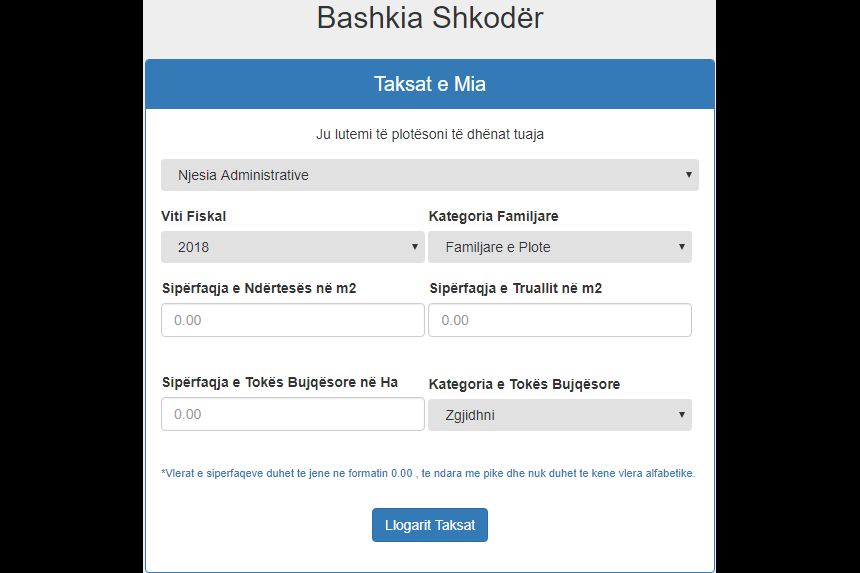 Bashkia Shkodër
Taksat e Mia
Ju lutemi të plotësoni të dhënat tuaja
Njesia Administrative
Viti Fiskal
Kategoria Familjare
2018
Familjare e Plote
Sipërfaqja e Ndërtesës në m2
Sipërfaqja e Truallit në m2
0.00
0.00
Sipërfaqja e Tokës Bujqësore në Ha
Kategoria e Tokës Bujqësore
0.00
Zgjidhni
*Vlerat e siperfaqeve duhet te jene ne formatin 0.00 , te ndara me pike dhe nuk duhet te kene vlera alfabetike.
Llogarit Taksat